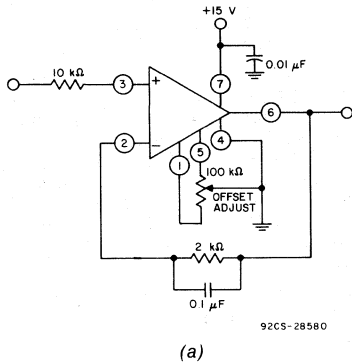 +15 V
0.01 μF
10 kΩ
3
+
7
6
2
−
1
5
4
100 kΩ
OFFSET
ADJUST
2 kΩ
0.1 μF
92CS-28580
(a)